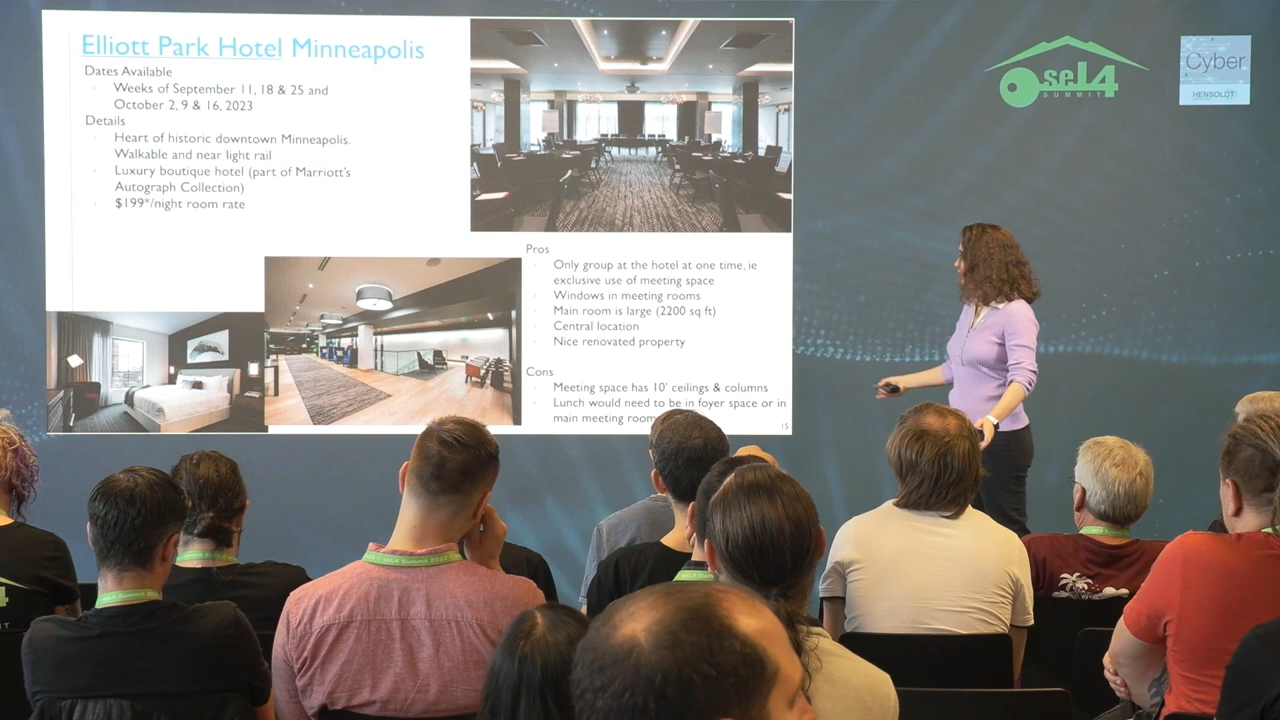 Elliott Park Hotel Minneapolis
Dates Available
Weeks of September 11, 18 & 25 and
October 2, 9 & 16, 2023
Details
Heart of historic downtown Minneapolis.
Walkable and near light rail
Luxury boutique hotel (part of Marriott's
Autograph Collection)
$199*/night room rate
Pros
Only group at the hotel at one time, ie
exclusive use of meeting space
Windows in meeting rooms
Main room is large (2200 sq ft)
Central location
Nice renovated property
Cons
Meeting space has 10' ceilings & columns
Lunch would need to be in foyer space or in
main meeting room
15
seL4
SUMMIT
Cyber
HENSOLDT
seL4 Summit 2022